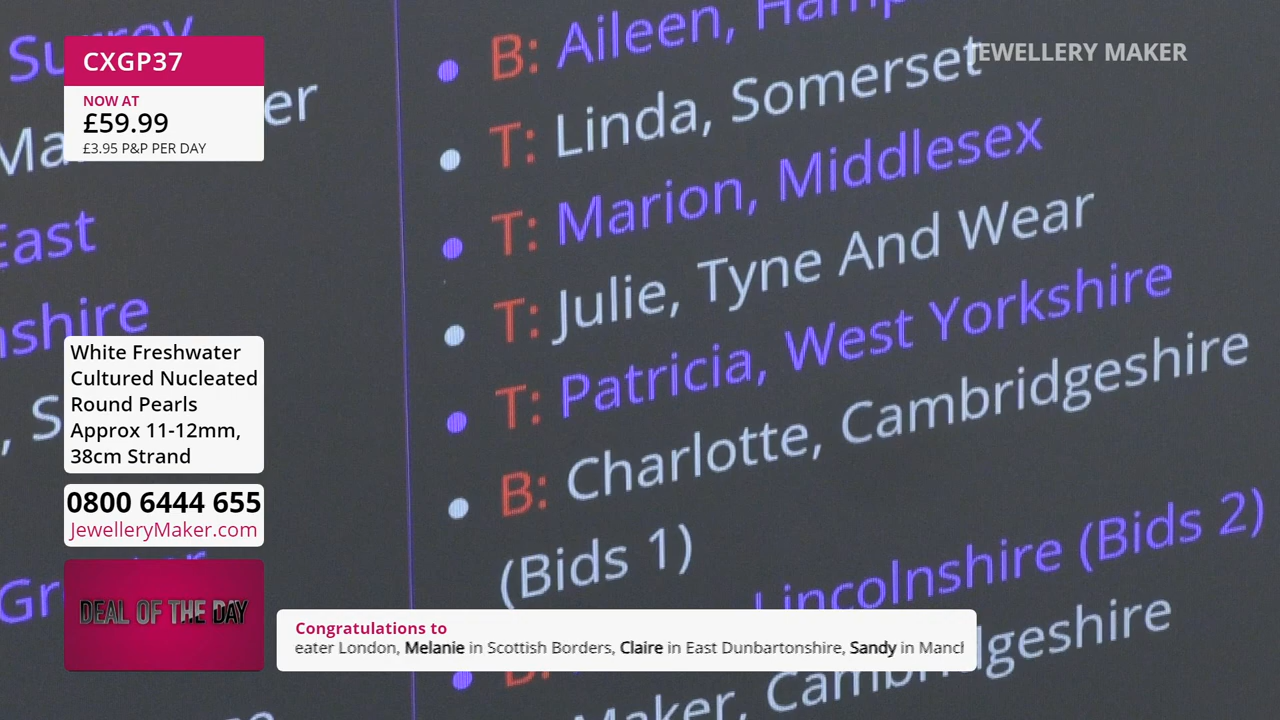 Surrey
er
East
nshire
, S
B: Aileen,
T: Linda, Somerset
T: Marion, Middlesex
T: Julie, Tyne And Wear
T: Patricia, West Yorkshire
B: Charlotte, Cambridgeshire
(Bids 1)
Lincolnshire (Bids 2)
Maker,
JEWELLERY MAKER
CXGP37
NOW AT
£59.99
£3.95 P&P PER DAY
White Freshwater
Cultured Nucleated
Round Pearls
Approx 11-12mm,
38cm Strand
0800 6444 655
JewelleryMaker.com
DEAL OF THE DAY
Congratulations to
eater London, Melanie in Scottish Borders, Claire in East Dunbartonshire, Sandy in Manc